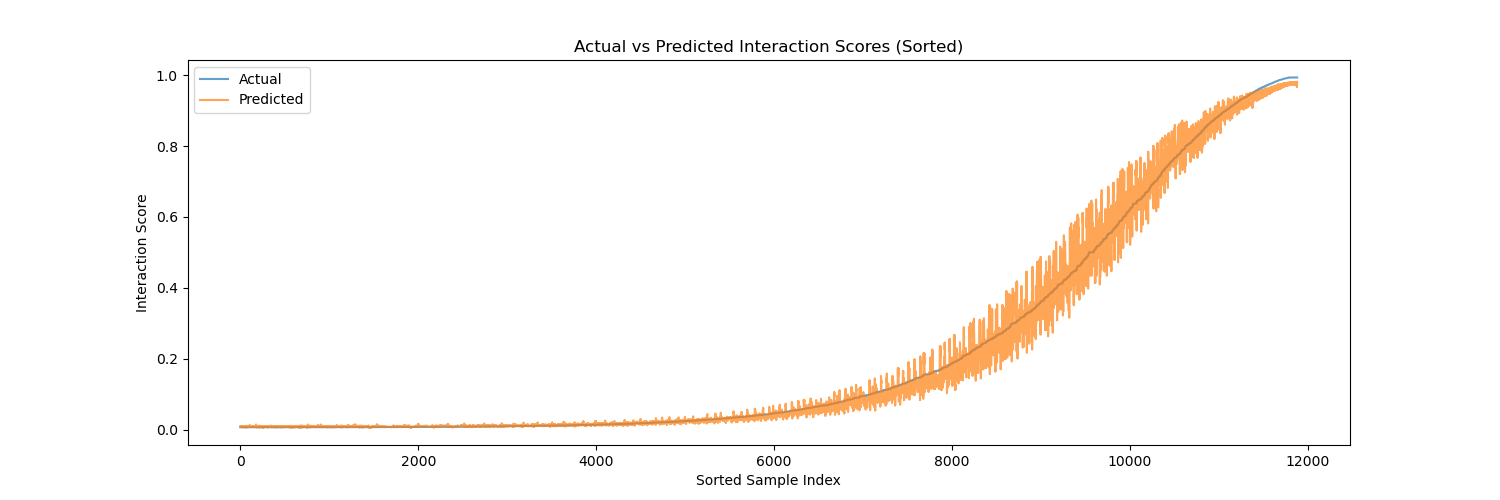 Actual vs Predicted Interaction Scores (Sorted)
1.0
0.8
0.6
0.4
0.2
0.0
Interaction Score
Actual
Predicted
0
2000
4000
6000
8000
10000
12000
Sorted Sample Index